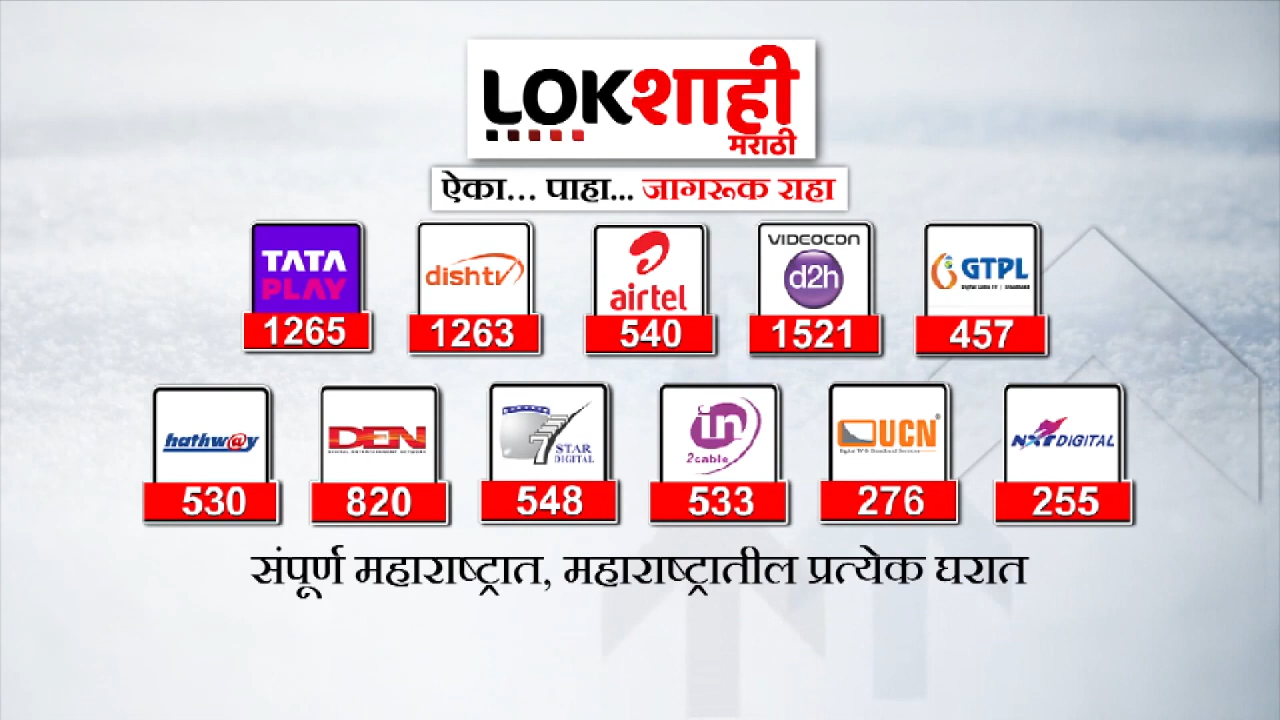 LOKशाही
मराठी
ऐका... पाहा... जागरूक राहा
TATA
PLAY
1265
dishtv
1263
airtel
540
VIDEOCON
d2h
1521
GTPL
457
hathw@y
530
DEN
820
7
STAR
DIGITAL
548
in
2cable
533
UCN
276
NXT DIGITAL
255
संपूर्ण महाराष्ट्रात, महाराष्ट्रातील प्रत्येक घरात